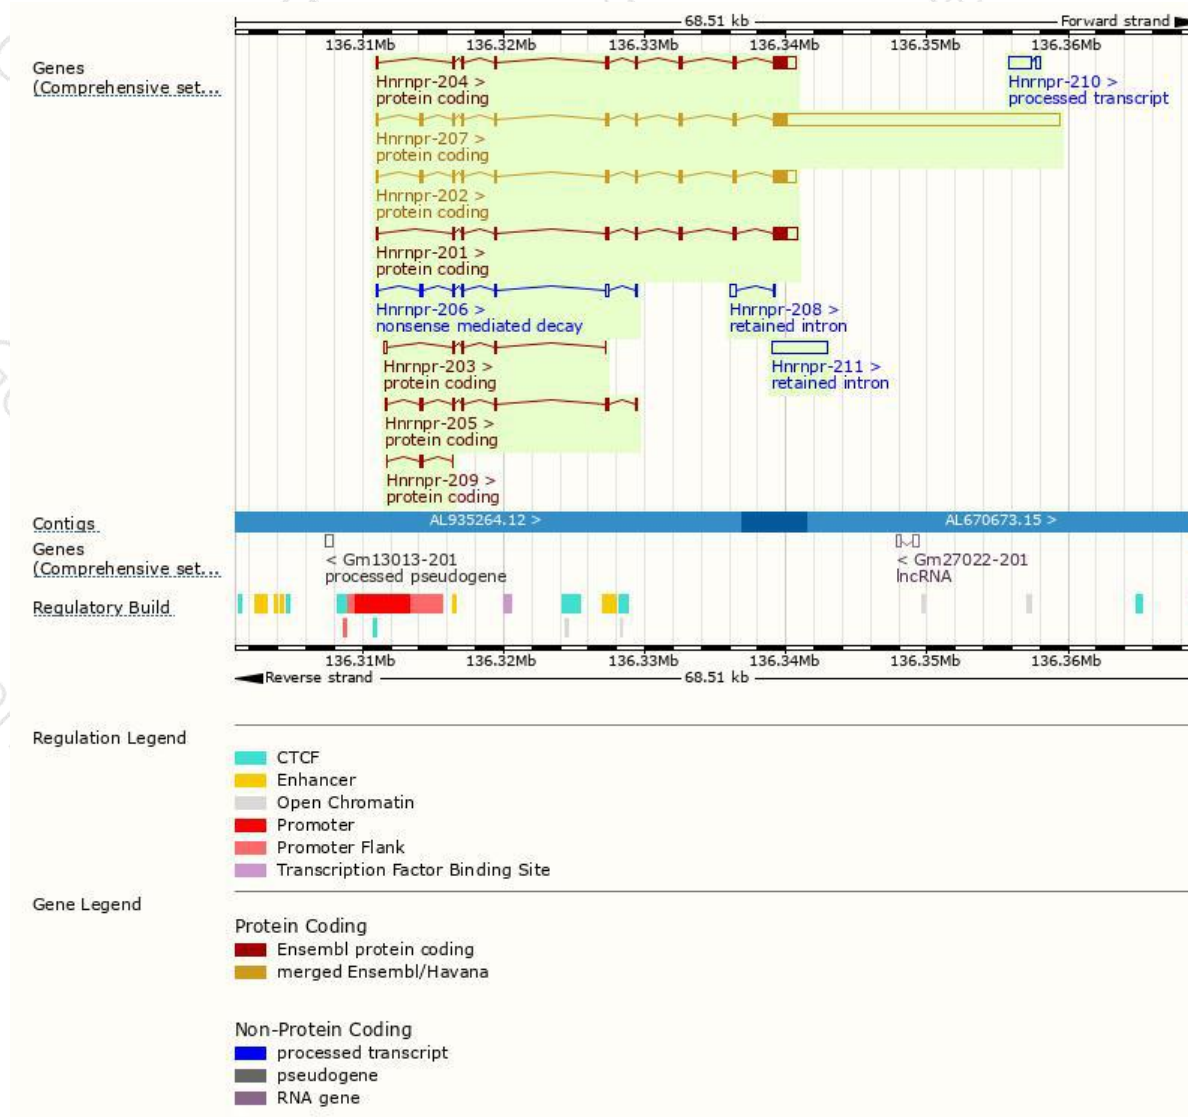 68.51 kb
Forward strand
136.31Mb 136.32Mb 136.33Mb 136.34Mb 136.35Mb 136.36Mb
Genes
(Comprehensive set...
Hnrnpr-204 >
protein coding
Hnrnpr-210 >
processed transcript
Hnrnpr-207 >
protein coding
Hnrnpr-202 >
protein coding
Hnrnpr-201 >
protein coding
Hnrnpr-206 >
nonsense mediated decay
Hnrnpr-208 >
retained intron
Hnrnpr-203 >
protein coding
Hnrnpr-211 >
retained intron
Hnrnpr-205 >
protein coding
Hnrnpr-209 >
protein coding
Contigs
AL935264.12 >
AL670673.15 >
Genes
(Comprehensive set...
< Gm13013-201
processed pseudogene
< Gm27022-201
lncRNA
Regulatory Build
136.31Mb 136.32Mb 136.33Mb 136.34Mb 136.35Mb 136.36Mb
Reverse strand
68.51 kb
Regulation Legend
CTCF
Enhancer
Open Chromatin
Promoter
Promoter Flank
Transcription Factor Binding Site
Gene Legend
Protein Coding
Ensembl protein coding
merged Ensembl/Havana
Non-Protein Coding
processed transcript
pseudogene
RNA gene